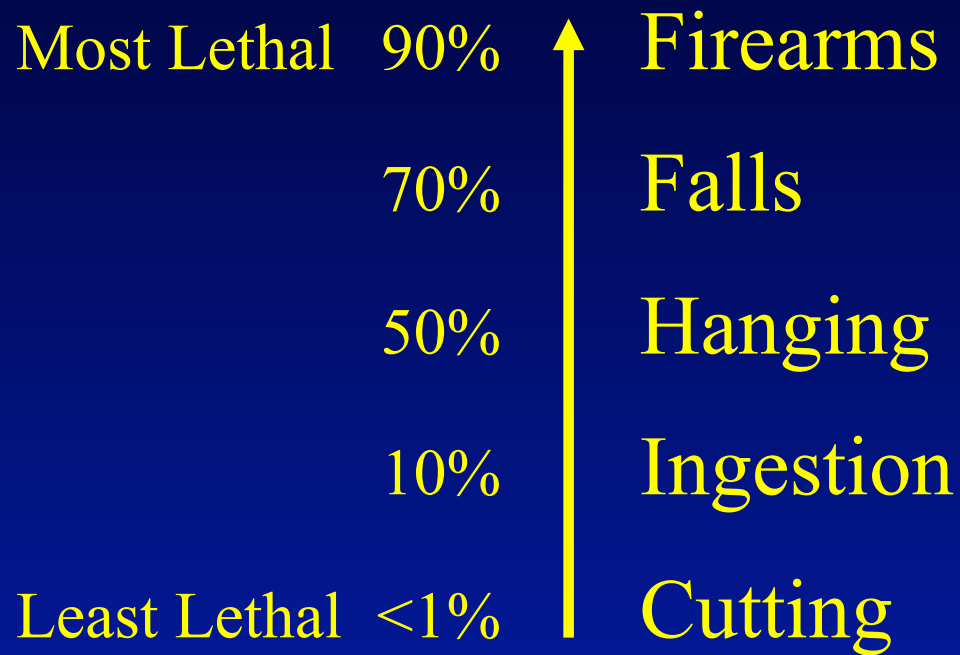 Most Lethal 90% Firearms
70% Falls
50% Hanging
10% Ingestion
Least Lethal <1% Cutting